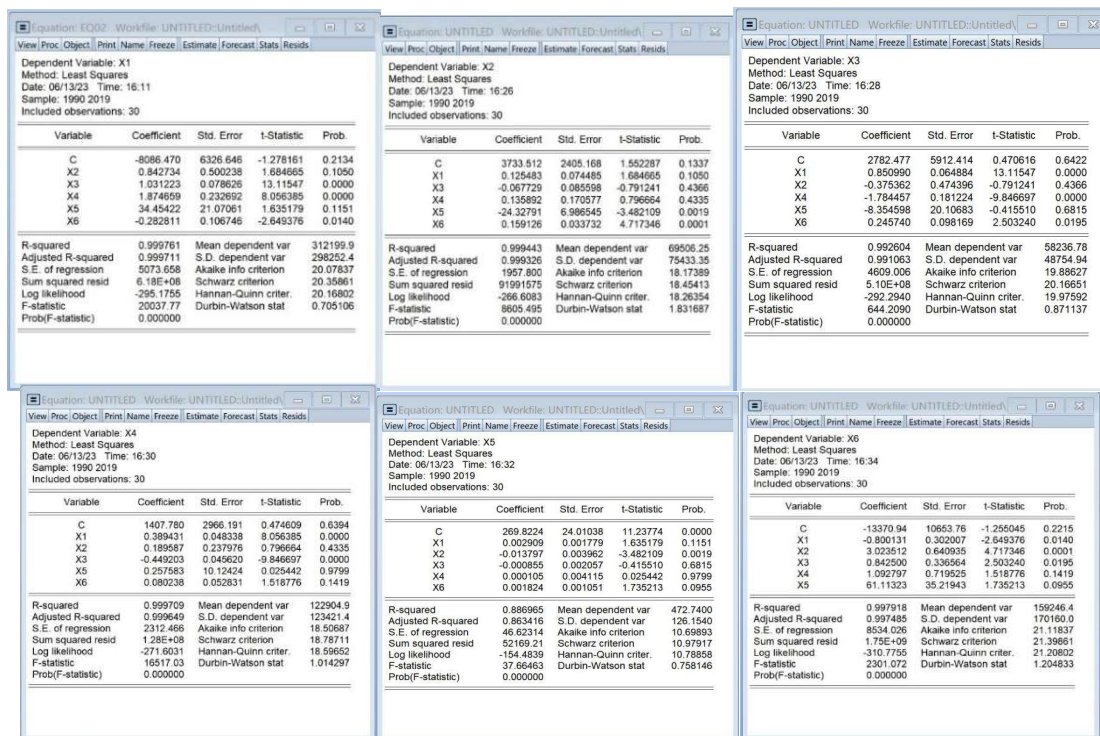 Equation: EQ02 Workfile: UNTITLED::Untitled\
View Proc Object Print Name Freeze Estimate Forecast Stats Resids
Dependent Variable: X1
Method: Least Squares
Date: 06/13/23 Time: 16:11
Sample: 1990 2019
Included observations: 30
Variable Coefficient Std. Error t-Statistic Prob.
C -8086.470 6326.646 -1.278161 0.2134
X2 0.842734 0.500238 1.684665 0.1050
X3 1.031223 0.078626 13.11547 0.0000
X4 1.874659 0.232692 8.056385 0.0000
X5 34.45422 21.07061 1.635179 0.1151
X6 -0.282811 0.106746 -2.649376 0.0140
R-squared 0.999761 Mean dependent var 312199.9
Adjusted R-squared 0.999711 S.D. dependent var 298252.4
S.E. of regression 5073.658 Akaike info criterion 20.07837
Sum squared resid 6.18E+08 Schwarz criterion 20.35861
Log likelihood -295.1755 Hannan-Quinn criter. 20.16802
F-statistic 20037.77 Durbin-Watson stat 0.705106
Prob(F-statistic) 0.000000
Equation: UNTITLED Workfile: UNTITLED::Untitled\
View Proc Object Print Name Freeze Estimate Forecast Stats Resids
Dependent Variable: X2
Method: Least Squares
Date: 06/13/23 Time: 16:26
Sample: 1990 2019
Included observations: 30
Variable Coefficient Std. Error t-Statistic Prob.
C 3733.512 2405.168 1.552287 0.1337
X1 0.125483 0.074485 1.684665 0.1050
X3 -0.067729 0.085598 -0.791241 0.4366
X4 0.135892 0.170577 0.796664 0.4335
X5 -24.32791 6.986545 -3.482109 0.0019
X6 0.159126 0.033732 4.717346 0.0001
R-squared 0.999443 Mean dependent var 69506.25
Adjusted R-squared 0.999326 S.D. dependent var 75433.35
S.E. of regression 1957.800 Akaike info criterion 18.17389
Sum squared resid 91991575 Schwarz criterion 18.45413
Log likelihood -266.6083 Hannan-Quinn criter. 18.26354
F-statistic 8605.495 Durbin-Watson stat 1.831687
Prob(F-statistic) 0.000000
Equation: UNTITLED Workfile: UNTITLED::Untitled\
View Proc Object Print Name Freeze Estimate Forecast Stats Resids
Dependent Variable: X3
Method: Least Squares
Date: 06/13/23 Time: 16:28
Sample: 1990 2019
Included observations: 30
Variable Coefficient Std. Error t-Statistic Prob.
C 2782.477 5912.414 0.470616 0.6422
X1 0.850990 0.064884 13.11547 0.0000
X2 -0.375362 0.474396 -0.791241 0.4366
X4 -1.784457 0.181224 -9.846697 0.0000
X5 -8.354598 20.10683 -0.415510 0.6815
X6 0.245740 0.098169 2.503240 0.0195
R-squared 0.992604 Mean dependent var 58236.78
Adjusted R-squared 0.991063 S.D. dependent var 48754.94
S.E. of regression 4609.006 Akaike info criterion 19.88627
Sum squared resid 5.10E+08 Schwarz criterion 20.16651
Log likelihood -292.2940 Hannan-Quinn criter. 19.97592
F-statistic 644.2090 Durbin-Watson stat 0.871137
Prob(F-statistic) 0.000000
Equation: UNTITLED Workfile: UNTITLED::Untitled\
View Proc Object Print Name Freeze Estimate Forecast Stats Resids
Dependent Variable: X4
Method: Least Squares
Date: 06/13/23 Time: 16:30
Sample: 1990 2019
Included observations: 30
Variable Coefficient Std. Error t-Statistic Prob.
C 1407.780 2966.191 0.474609 0.6394
X1 0.389431 0.048338 8.056385 0.0000
X2 0.189587 0.237976 0.796664 0.4335
X3 -0.449203 0.045620 -9.846697 0.0000
X5 0.257583 10.12424 0.025442 0.9799
X6 0.080238 0.052831 1.518776 0.1419
R-squared 0.999709 Mean dependent var 122904.9
Adjusted R-squared 0.999649 S.D. dependent var 123421.4
S.E. of regression 2312.466 Akaike info criterion 18.50687
Sum squared resid 1.28E+08 Schwarz criterion 18.78711
Log likelihood -271.6031 Hannan-Quinn criter. 18.59652
F-statistic 16517.03 Durbin-Watson stat 1.014297
Prob(F-statistic) 0.000000
Equation: UNTITLED Workfile: UNTITLED::Untitled\
View Proc Object Print Name Freeze Estimate Forecast Stats Resids
Dependent Variable: X5
Method: Least Squares
Date: 06/13/23 Time: 16:32
Sample: 1990 2019
Included observations: 30
Variable Coefficient Std. Error t-Statistic Prob.
C 269.8224 24.01038 11.23774 0.0000
X1 0.002909 0.001779 1.635179 0.1151
X2 -0.013797 0.003962 -3.482109 0.0019
X3 -0.000855 0.002057 -0.415510 0.6815
X4 0.000105 0.004115 0.025442 0.9799
X6 0.001824 0.001051 1.735213 0.0955
R-squared 0.886965 Mean dependent var 472.7400
Adjusted R-squared 0.863416 S.D. dependent var 126.1540
S.E. of regression 46.62314 Akaike info criterion 10.69893
Sum squared resid 52169.21 Schwarz criterion 10.97917
Log likelihood -154.4839 Hannan-Quinn criter. 10.78858
F-statistic 37.66463 Durbin-Watson stat 0.758146
Prob(F-statistic) 0.000000
Equation: UNTITLED Workfile: UNTITLED::Untitled\
View Proc Object Print Name Freeze Estimate Forecast Stats Resids
Dependent Variable: X6
Method: Least Squares
Date: 06/13/23 Time: 16:34
Sample: 1990 2019
Included observations: 30
Variable Coefficient Std. Error t-Statistic Prob.
C -13370.94 10653.76 -1.255045 0.2215
X1 -0.800131 0.302007 -2.649376 0.0140
X2 3.023512 0.640935 4.717346 0.0001
X3 0.842500 0.336564 2.503240 0.0195
X4 1.092797 0.719525 1.518776 0.1419
X5 61.11323 35.21943 1.735213 0.0955
R-squared 0.997918 Mean dependent var 159246.4
Adjusted R-squared 0.997485 S.D. dependent var 170160.0
S.E. of regression 8534.026 Akaike info criterion 21.11837
Sum squared resid 1.75E+09 Schwarz criterion 21.39861
Log likelihood -310.7755 Hannan-Quinn criter. 21.20802
F-statistic 2301.072 Durbin-Watson stat 1.204833
Prob(F-statistic) 0.000000